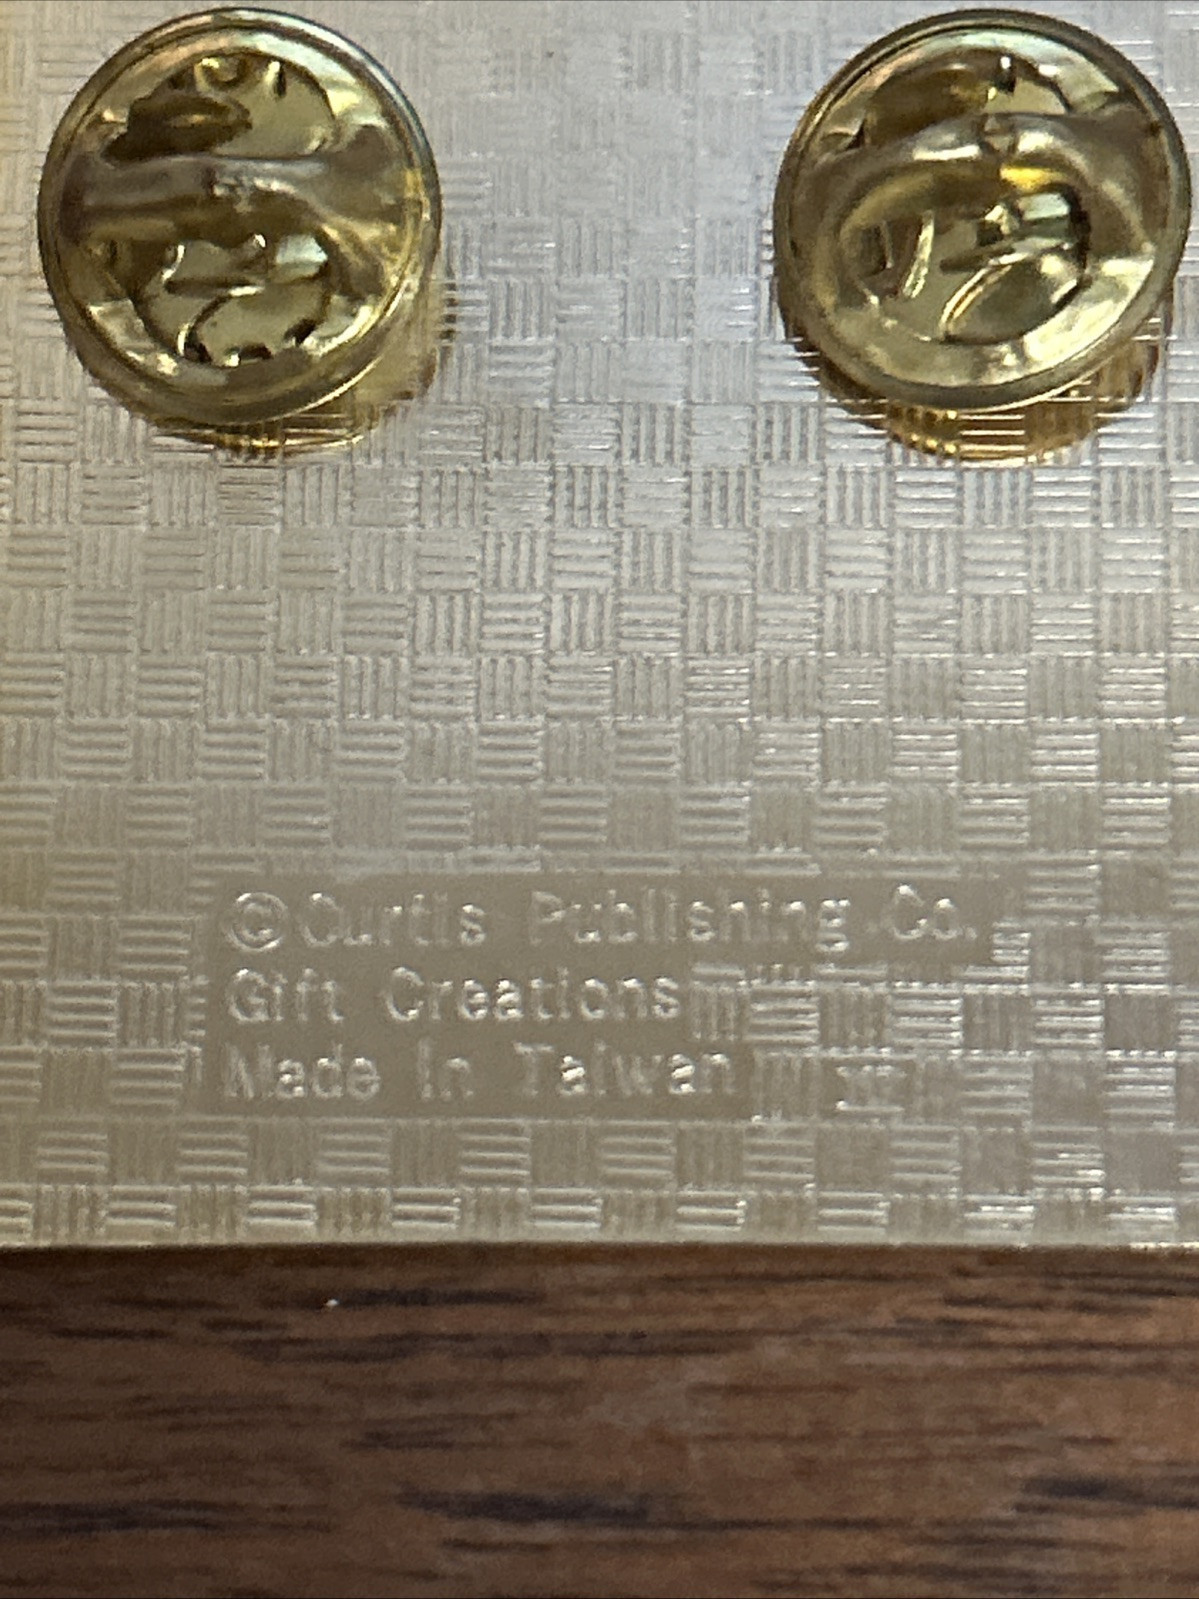 ©Curtis Publishing Co.
Gift Creations
Made In Taiwan